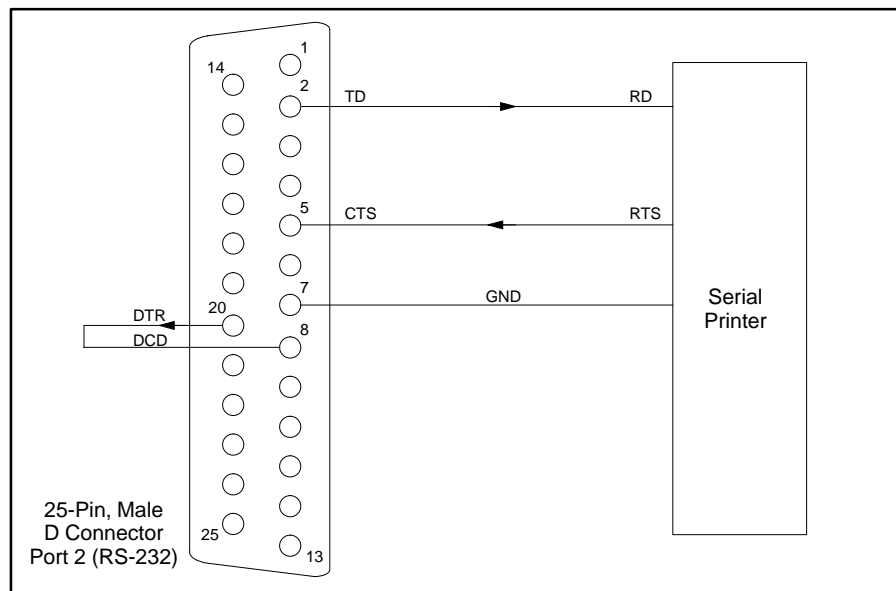 1
14
2
TD
RD
5
CTS
RTS
7
GND
20
DTR
8
DCD
Serial
Printer
25-Pin, Male
D Connector
Port 2 (RS-232)
25
13